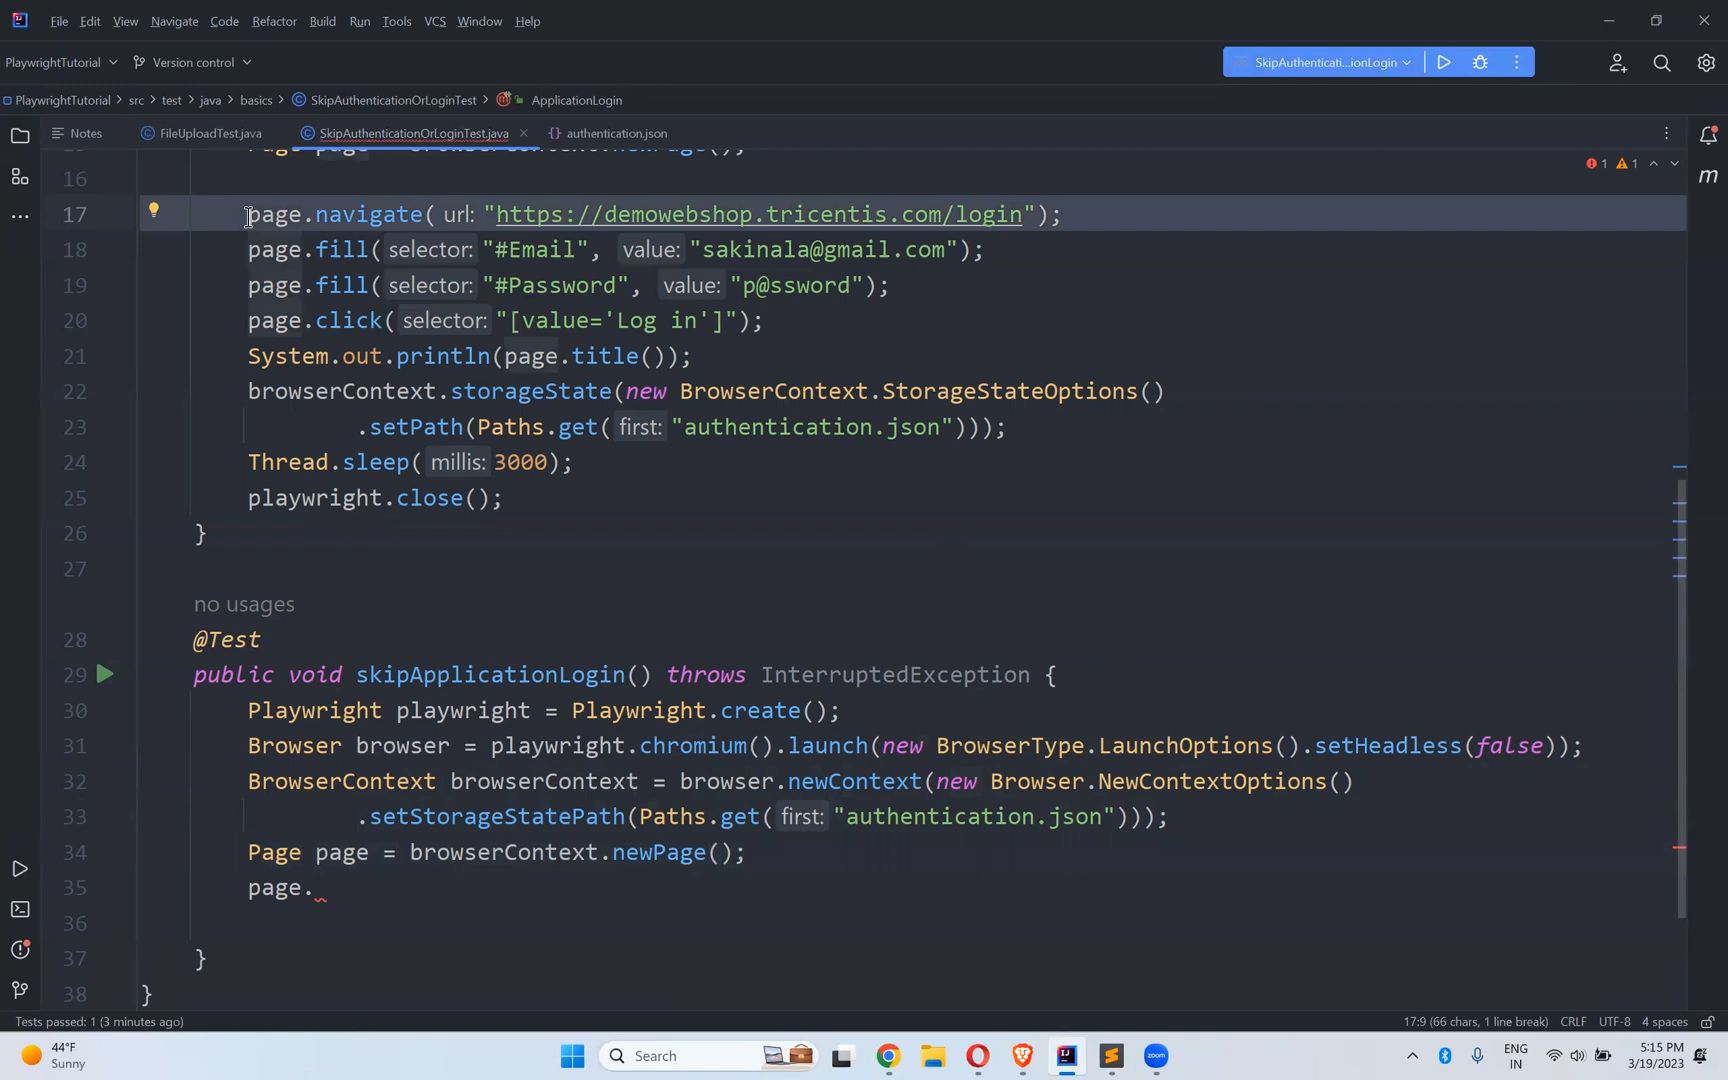 File Edit View Navigate Code Refactor Build Run Tools VCS Window Help
PlaywrightTutorial Version control SkipAuthenticati...ionLogin
PlaywrightTutorial src test java basics SkipAuthenticationOrLoginTest ApplicationLogin
Notes FileUploadTest.java SkipAuthenticationOrLoginTest.java {} authentication.json
1 1
16
17 page.navigate( url: "https://demowebshop.tricentis.com/login");
18 page.fill( selector: "#Email", value: "sakinala@gmail.com");
19 page.fill( selector: "#Password", value: "p@ssword");
20 page.click( selector: "[value='Log in']");
21 System.out.println(page.title());
22 browserContext.storageState(new BrowserContext.StorageStateOptions()
23 .setPath(Paths.get( first: "authentication.json")));
24 Thread.sleep( millis: 3000);
25 playwright.close();
26 }
27
no usages
28 @Test
29 public void skipApplicationLogin() throws InterruptedException {
30 Playwright playwright = Playwright.create();
31 Browser browser = playwright.chromium().launch(new BrowserType.LaunchOptions().setHeadless(false));
32 BrowserContext browserContext = browser.newContext(new Browser.NewContextOptions()
33 .setStorageStatePath(Paths.get( first: "authentication.json")));
34 Page page = browserContext.newPage();
35 page.
36
37 }
38 }
Tests passed: 1 (3 minutes ago) 17:9 (66 chars, 1 line break) CRLF UTF-8 4 spaces
44°F
Sunny
Search
zoom
ENG
IN
5:15 PM
3/19/2023